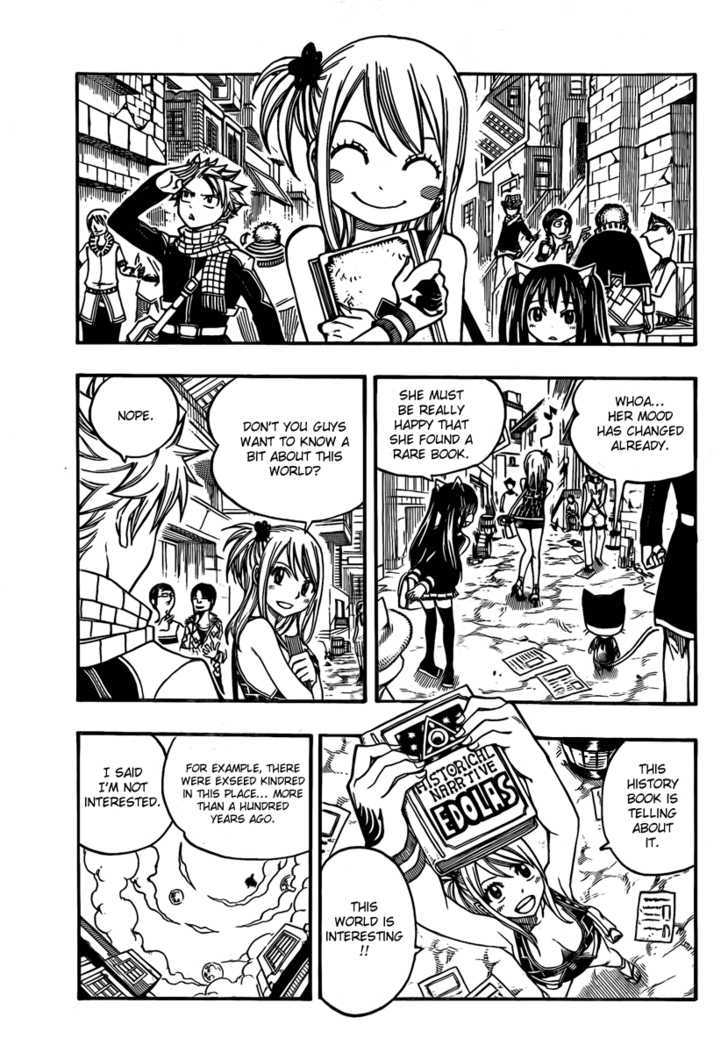 WHOA...
HER MOOD
HAS CHANGED
ALREADY.
SHE MUST
BE REALLY
HAPPY THAT
SHE FOUND A
RARE BOOK.
DON'T YOU GUYS
WANT TO KNOW A
BIT ABOUT THIS
WORLD?
NOPE.
THIS
HISTORY
BOOK IS
TELLING
ABOUT
IT.
HISTORICAL
NARRATIVE
EDOLAS
THIS
WORLD IS
INTERESTING
!!
FOR EXAMPLE, THERE
WERE EXSEED KINDRED
IN THIS PLACE... MORE
THAN A HUNDRED
YEARS AGO.
I SAID
I'M NOT
INTERESTED.